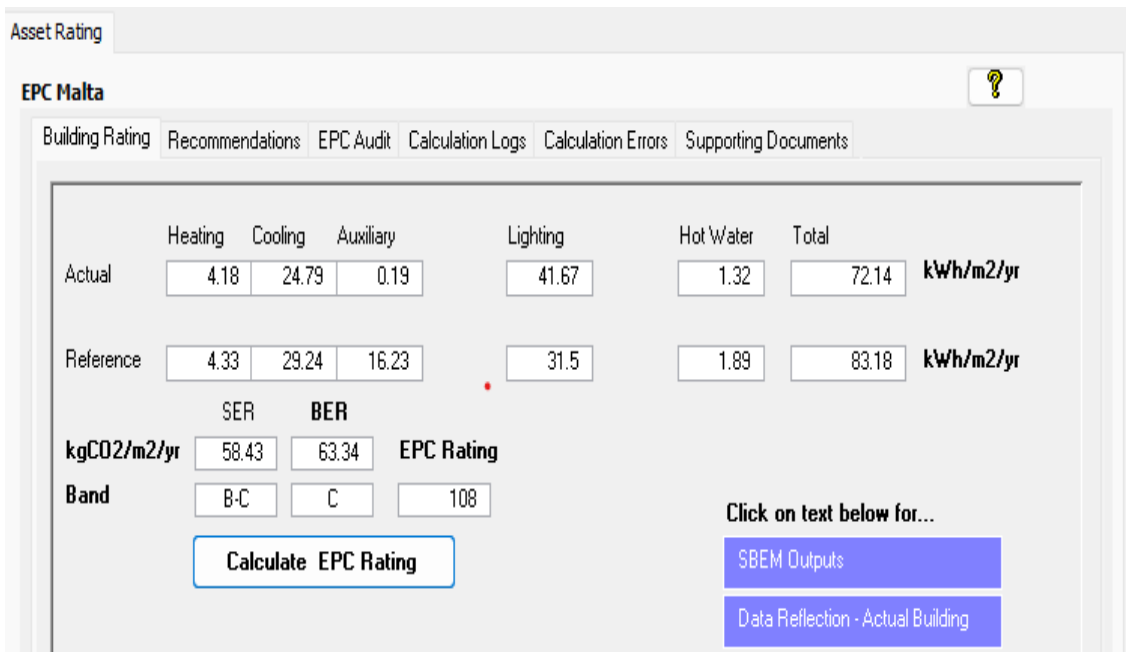 Asset Rating
EPC Malta
?
Building Rating Recommendations EPC Audit Calculation Logs Calculation Errors Supporting Documents
Heating Cooling Auxiliary Lighting Hot Water Total
Actual 4.18 24.79 0.19 41.67 1.32 72.14 kWh/m2/yr
Reference 4.33 29.24 16.23 31.5 1.89 83.18 kWh/m2/yr
SER BER
kgCO2/m2/yr 58.43 63.34 EPC Rating
Band B-C C 108
Click on text below for...
Calculate EPC Rating
SBEM Outputs
Data Reflection - Actual Building